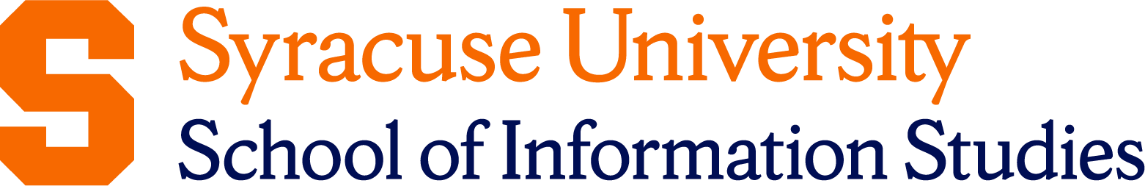 S Syracuse University
School of Information Studies